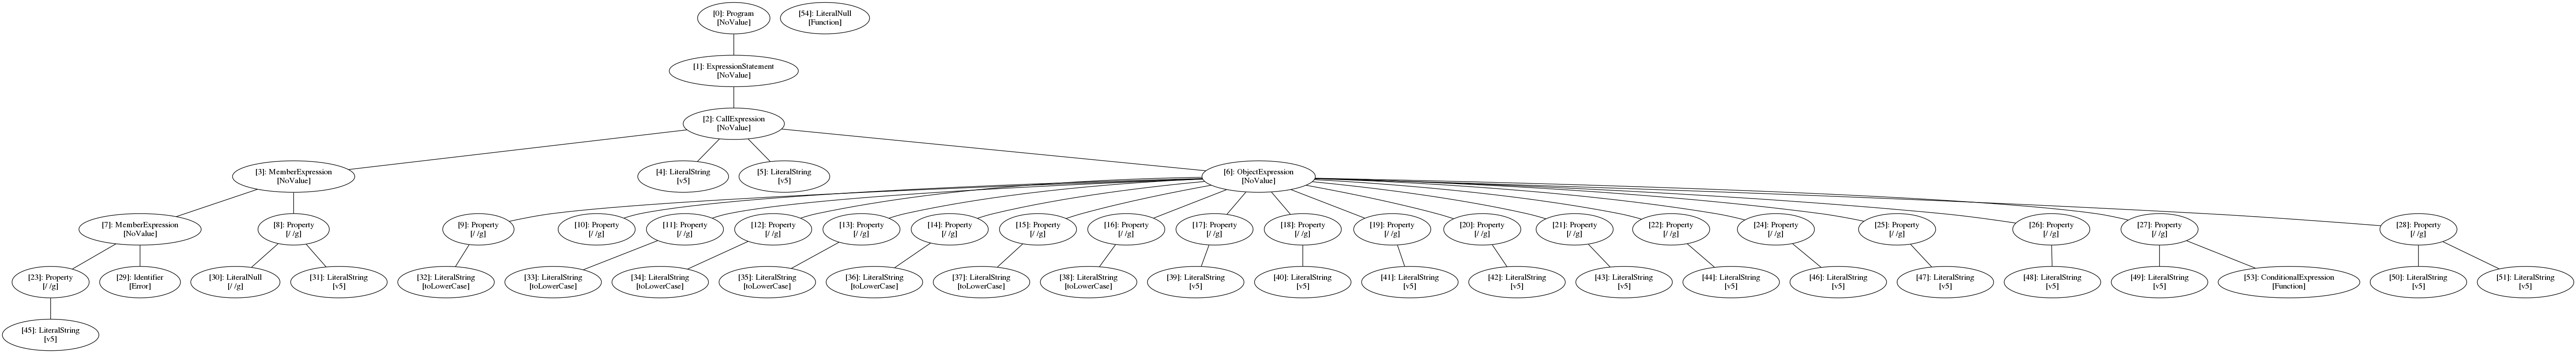 [0]: Program
[NoValue]
[54]: LiteralNull
[Function]
[1]: ExpressionStatement
[NoValue]
[2]: CallExpression
[NoValue]
[3]: MemberExpression
[NoValue]
[4]: LiteralString
[v5]
[5]: LiteralString
[v5]
[6]: ObjectExpression
[NoValue]
[7]: MemberExpression
[NoValue]
[8]: Property
[/ /g]
[9]: Property
[/ /g]
[10]: Property
[/ /g]
[11]: Property
[/ /g]
[12]: Property
[/ /g]
[13]: Property
[/ /g]
[14]: Property
[/ /g]
[15]: Property
[/ /g]
[16]: Property
[/ /g]
[17]: Property
[/ /g]
[18]: Property
[/ /g]
[19]: Property
[/ /g]
[20]: Property
[/ /g]
[21]: Property
[/ /g]
[22]: Property
[/ /g]
[24]: Property
[/ /g]
[25]: Property
[/ /g]
[26]: Property
[/ /g]
[27]: Property
[/ /g]
[28]: Property
[/ /g]
[23]: Property
[/ /g]
[29]: Identifier
[Error]
[30]: LiteralNull
[/ /g]
[31]: LiteralString
[v5]
[32]: LiteralString
[toLowerCase]
[33]: LiteralString
[toLowerCase]
[34]: LiteralString
[toLowerCase]
[35]: LiteralString
[toLowerCase]
[36]: LiteralString
[toLowerCase]
[37]: LiteralString
[toLowerCase]
[38]: LiteralString
[toLowerCase]
[39]: LiteralString
[v5]
[40]: LiteralString
[v5]
[41]: LiteralString
[v5]
[42]: LiteralString
[v5]
[43]: LiteralString
[v5]
[44]: LiteralString
[v5]
[46]: LiteralString
[v5]
[47]: LiteralString
[v5]
[48]: LiteralString
[v5]
[49]: LiteralString
[v5]
[53]: ConditionalExpression
[Function]
[50]: LiteralString
[v5]
[51]: LiteralString
[v5]
[45]: LiteralString
[v5]